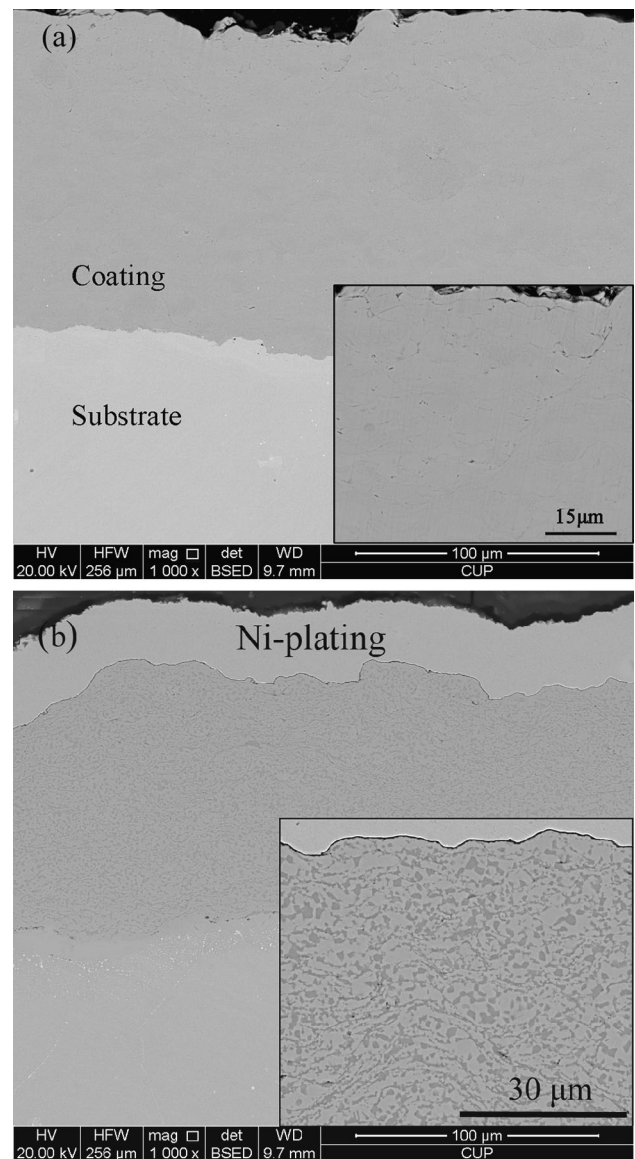 (a)
Coating
Substrate
15μm
HV HFW mag □ det WD
20.00 kV 256 μm 1 000 x BSED 9.7 mm
100 μm
CUP
(b)
Ni-plating
30 μm
HV HFW mag □ det WD
20.00 kV 256 μm 1 000 x BSED 9.7 mm
100 μm
CUP